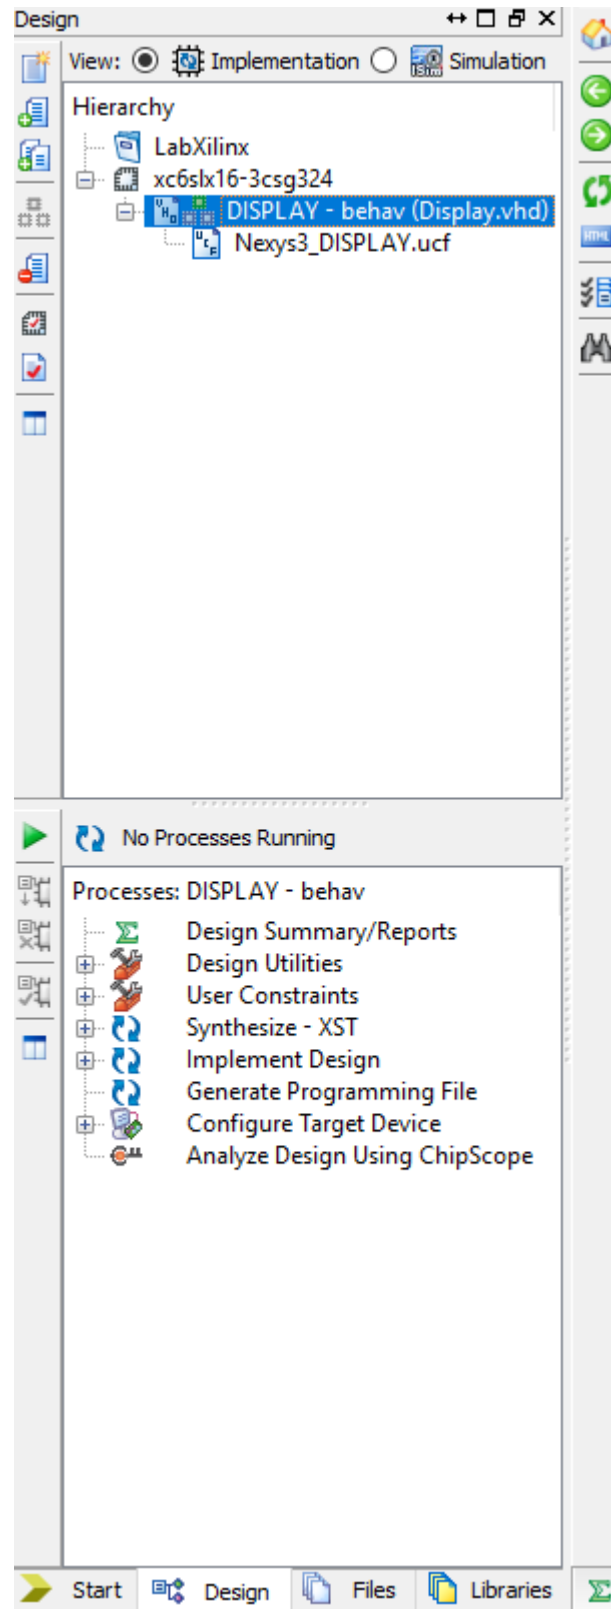 Design
View: Implementation Simulation
Hierarchy
LabXilinx
xc6slx16-3csg324
DISPLAY - behav (Display.vhd)
Nexys3_DISPLAY.ucf
No Processes Running
Processes: DISPLAY - behav
Design Summary/Reports
Design Utilities
User Constraints
Synthesize - XST
Implement Design
Generate Programming File
Configure Target Device
Analyze Design Using ChipScope
Start Design Files Libraries